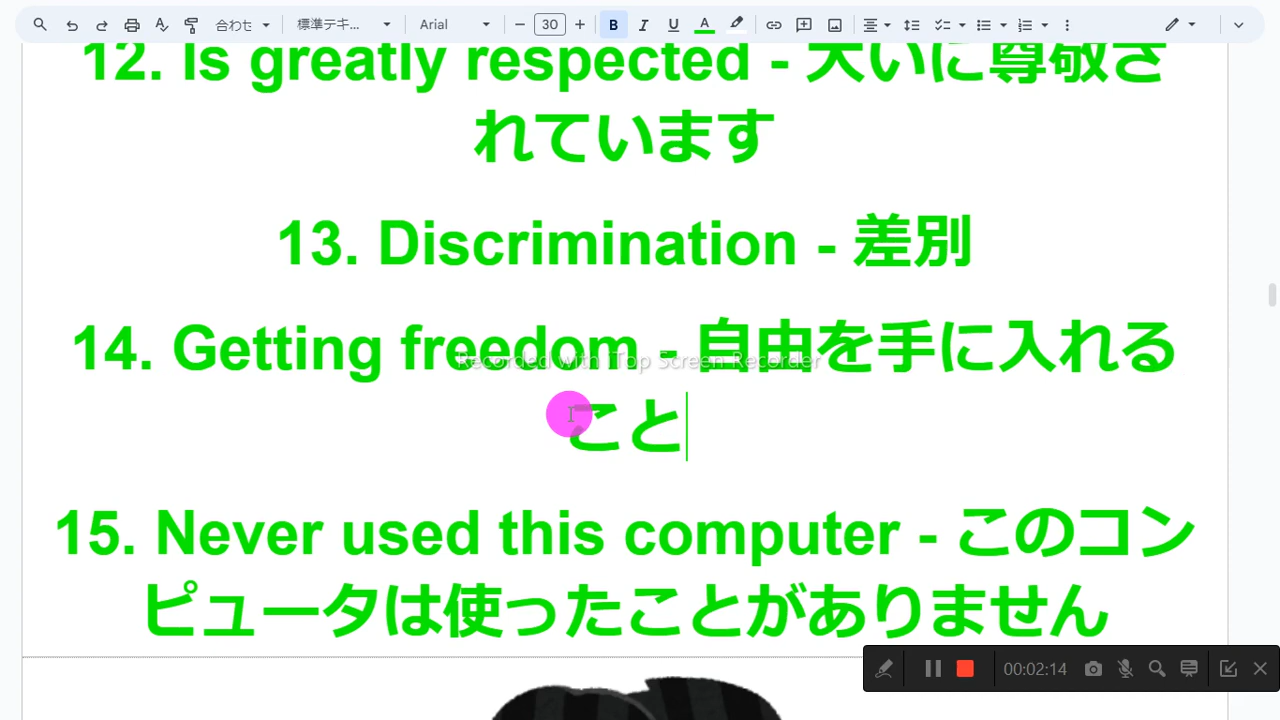 合わせ 標準テキ... Arial 30 B I U A
12. Is greatly respected - 大いに尊敬さ
れています
13. Discrimination - 差別
14. Getting freedom - 自由を手に入れる
こと
Recorded with iTop Screen Recorder
15. Never used this computer - このコン
ピュータは使ったことがありません
00:02:14